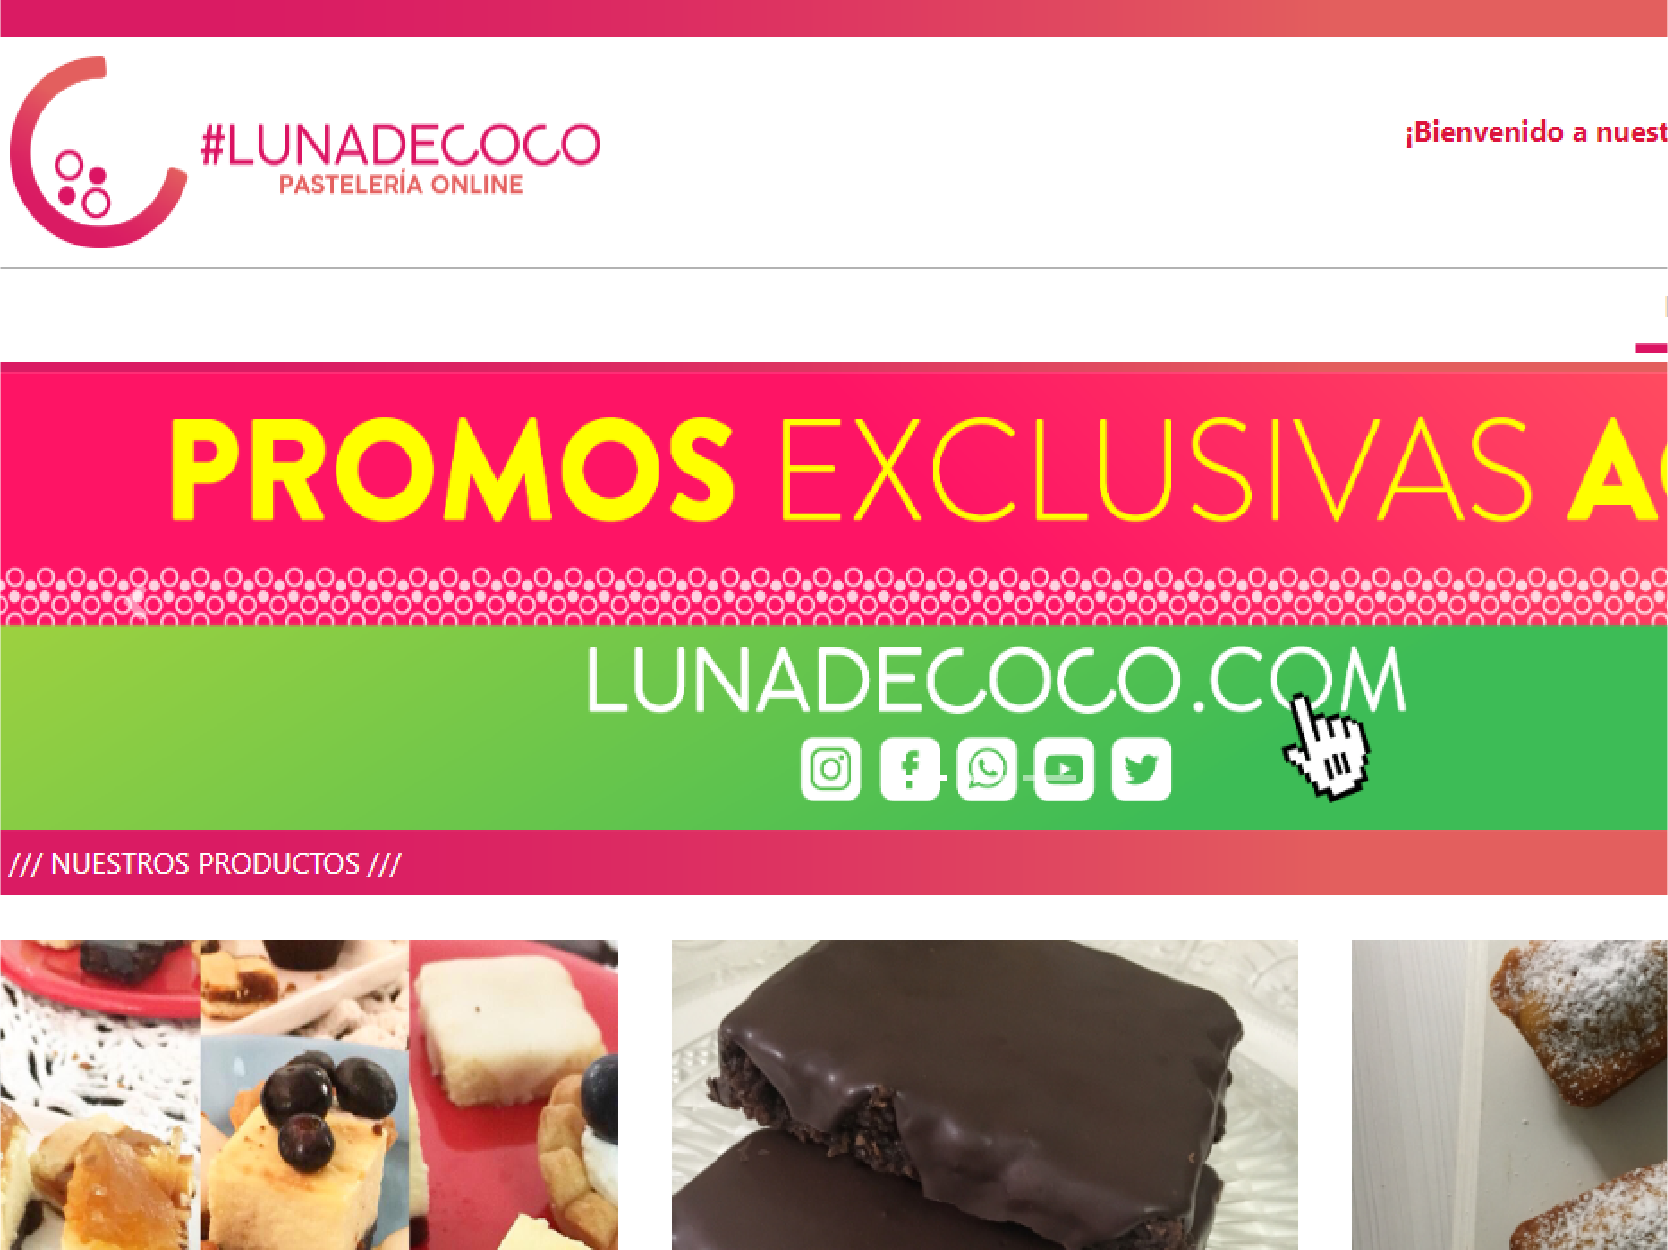 #LUNADECOCO
PASTELERÍA ONLINE
¡Bienvenido a nuest
PROMOS EXCLUSIVAS
LUNADECOCO.COM
/// NUESTROS PRODUCTOS ///